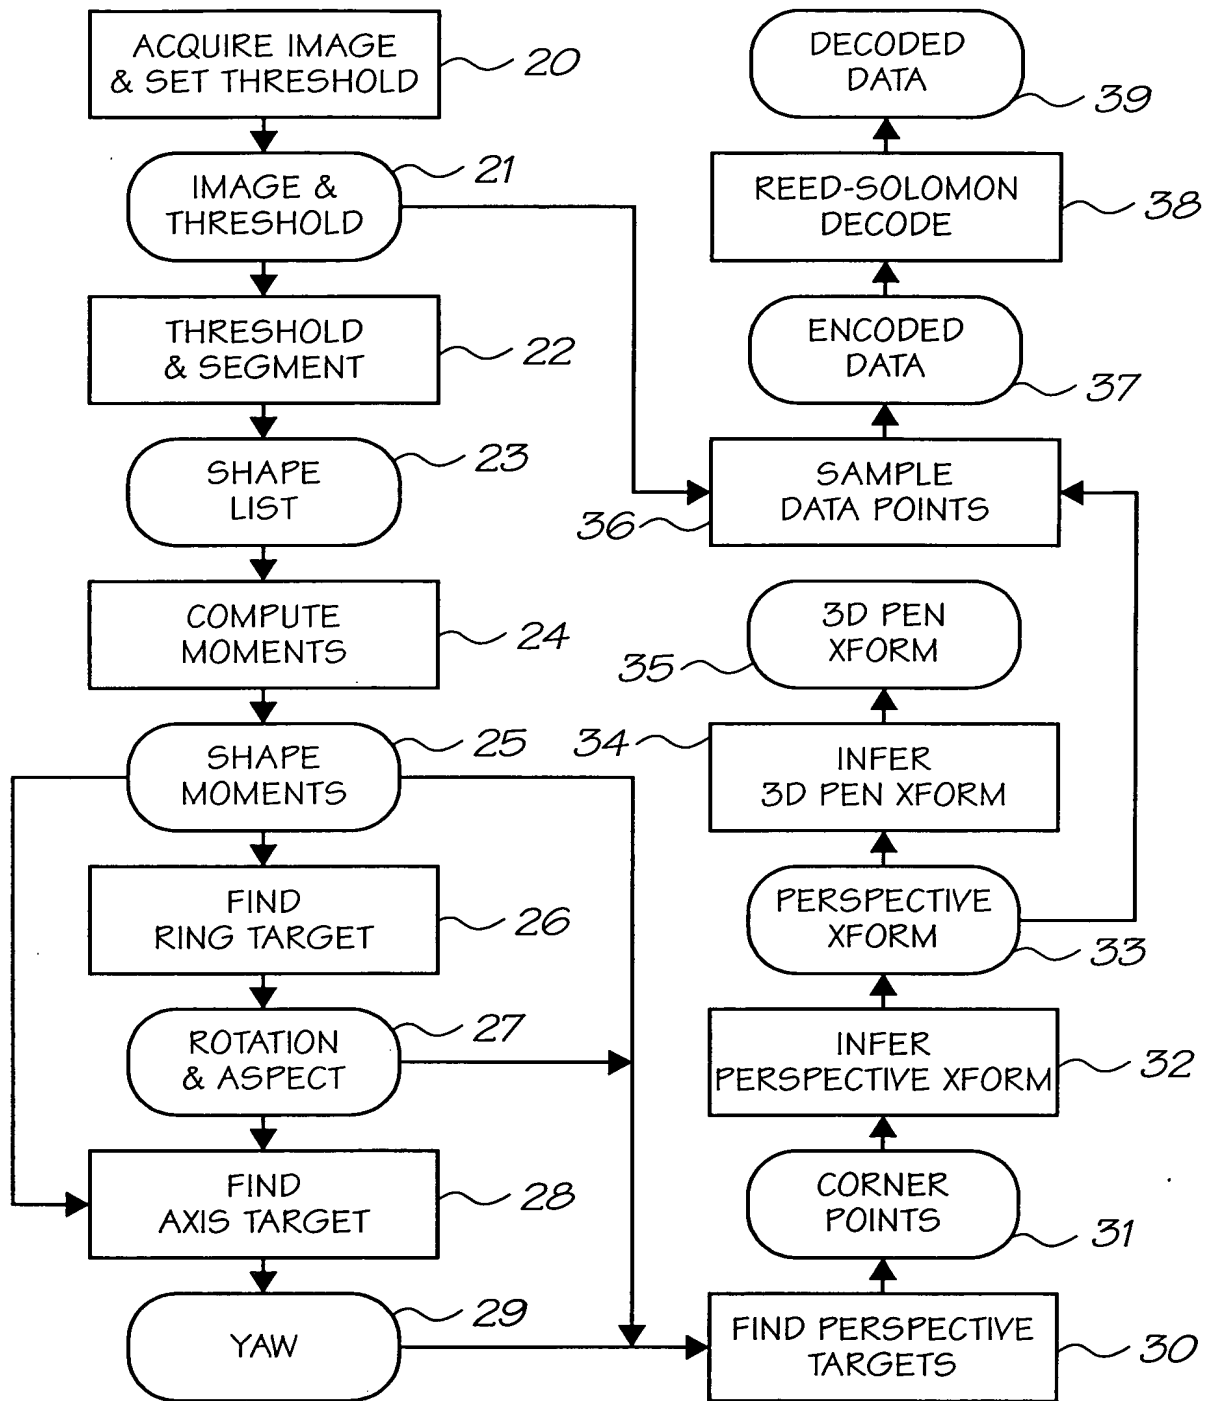 ACQUIRE IMAGE
& SET THRESHOLD
20
IMAGE &
THRESHOLD
21
THRESHOLD
& SEGMENT
22
SHAPE
LIST
23
COMPUTE
MOMENTS
24
SHAPE
MOMENTS
25
FIND
RING TARGET
26
ROTATION
& ASPECT
27
FIND
AXIS TARGET
28
YAW
29
DECODED
DATA
39
REED-SOLOMON
DECODE
38
ENCODED
DATA
37
SAMPLE
DATA POINTS
36
3D PEN
XFORM
35
34
INFER
3D PEN XFORM
PERSPECTIVE
XFORM
33
INFER
PERSPECTIVE XFORM
32
CORNER
POINTS
31
FIND PERSPECTIVE
TARGETS
30